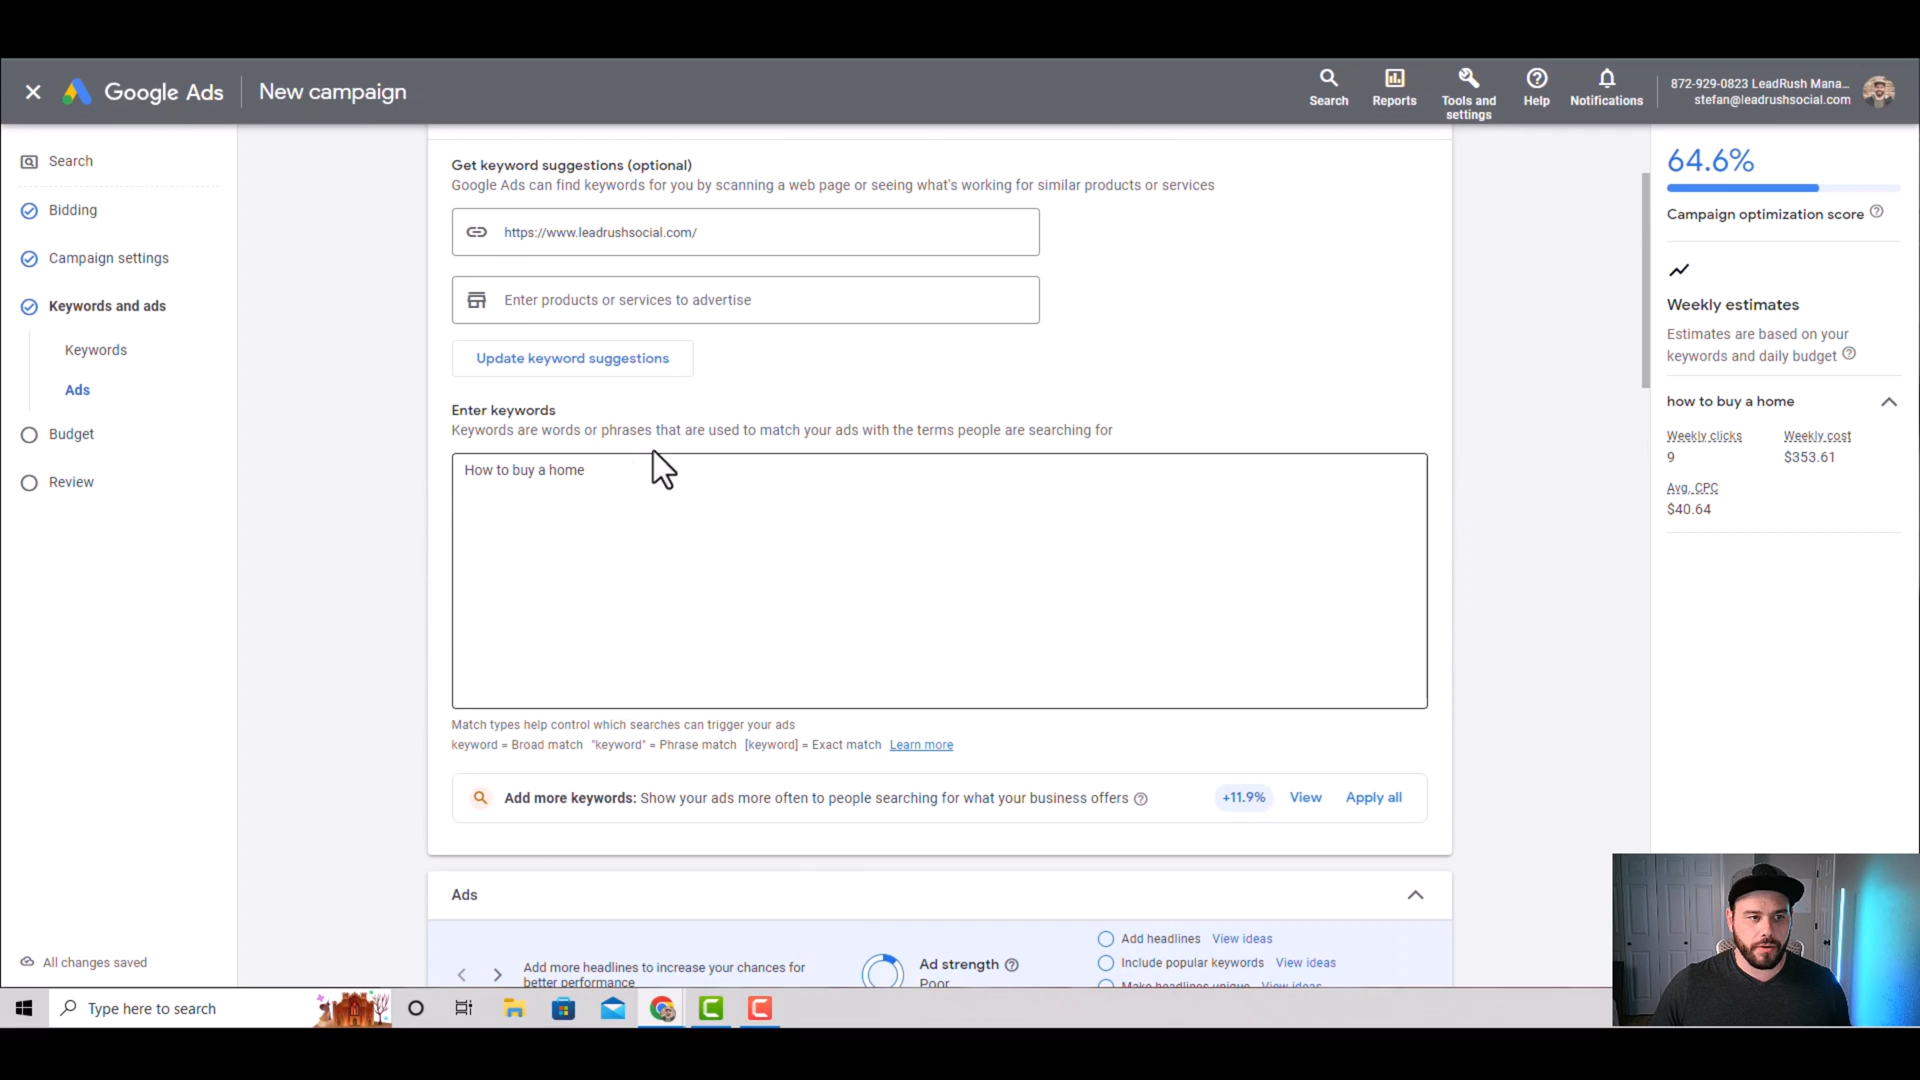 Google Ads
New campaign
Search
Reports
Tools and
settings
Help
Notifications
872-929-0823 LeadRush Mana...
stefan@leadrushsocial.com
Search
Bidding
Campaign settings
Keywords and ads
Keywords
Ads
Budget
Review
All changes saved
Get keyword suggestions (optional)
Google Ads can find keywords for you by scanning a web page or seeing what's working for similar products or services
https://www.leadrushsocial.com/
Enter products or services to advertise
Update keyword suggestions
Enter keywords
Keywords are words or phrases that are used to match your ads with the terms people are searching for
How to buy a home
Match types help control which searches can trigger your ads
keyword = Broad match "keyword" = Phrase match [keyword] = Exact match Learn more
Add more keywords: Show your ads more often to people searching for what your business offers
+11.9%
View
Apply all
Ads
Add more headlines to increase your chances for
better performance
Ad strength
Poor
Add headlines View ideas
Include popular keywords View ideas
Make headlines unique View ideas
64.6%
Campaign optimization score
Weekly estimates
Estimates are based on your
keywords and daily budget
how to buy a home
Weekly clicks
9
Weekly cost
$353.61
Avg. CPC
$40.64
Type here to search